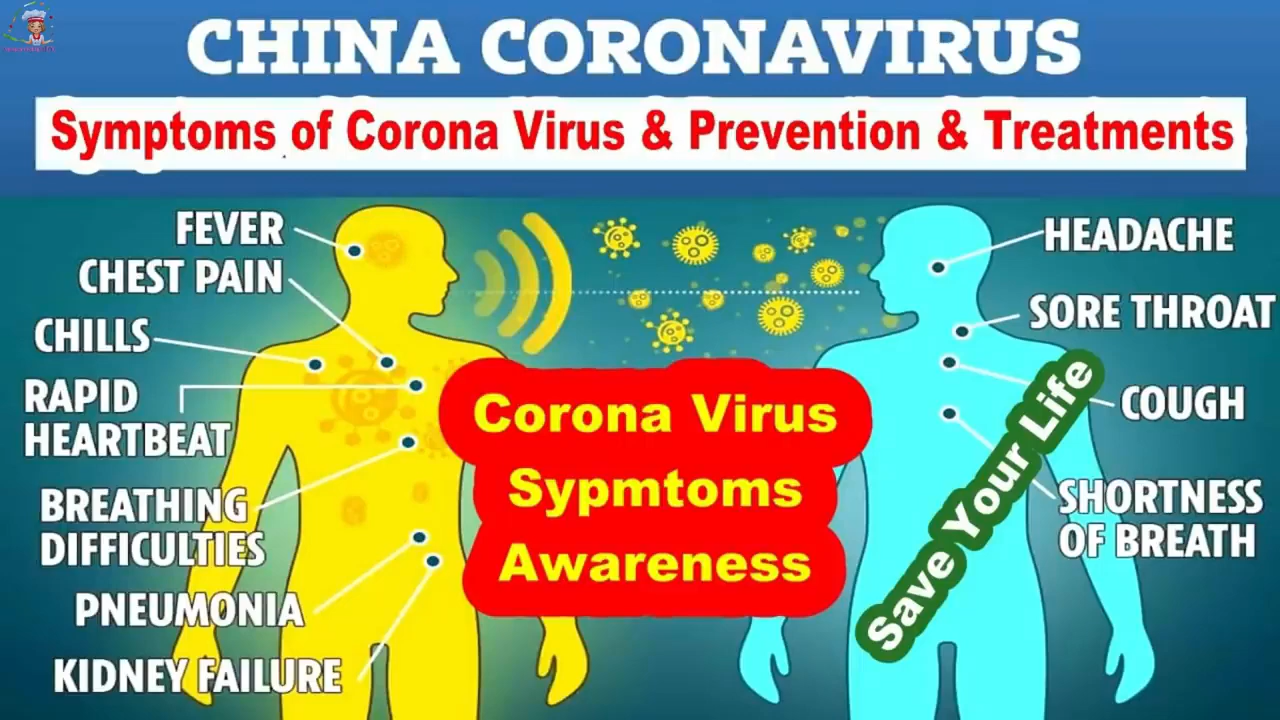 CHINA CORONAVIRUS
Symptoms of Corona Virus & Prevention & Treatments
FEVER
CHEST PAIN
CHILLS
RAPID
HEARTBEAT
BREATHING
DIFFICULTIES
PNEUMONIA
KIDNEY FAILURE
Corona Virus
Sypmtoms
Awareness
HEADACHE
SORE THROAT
COUGH
SHORTNESS
OF BREATH
Save Your Life